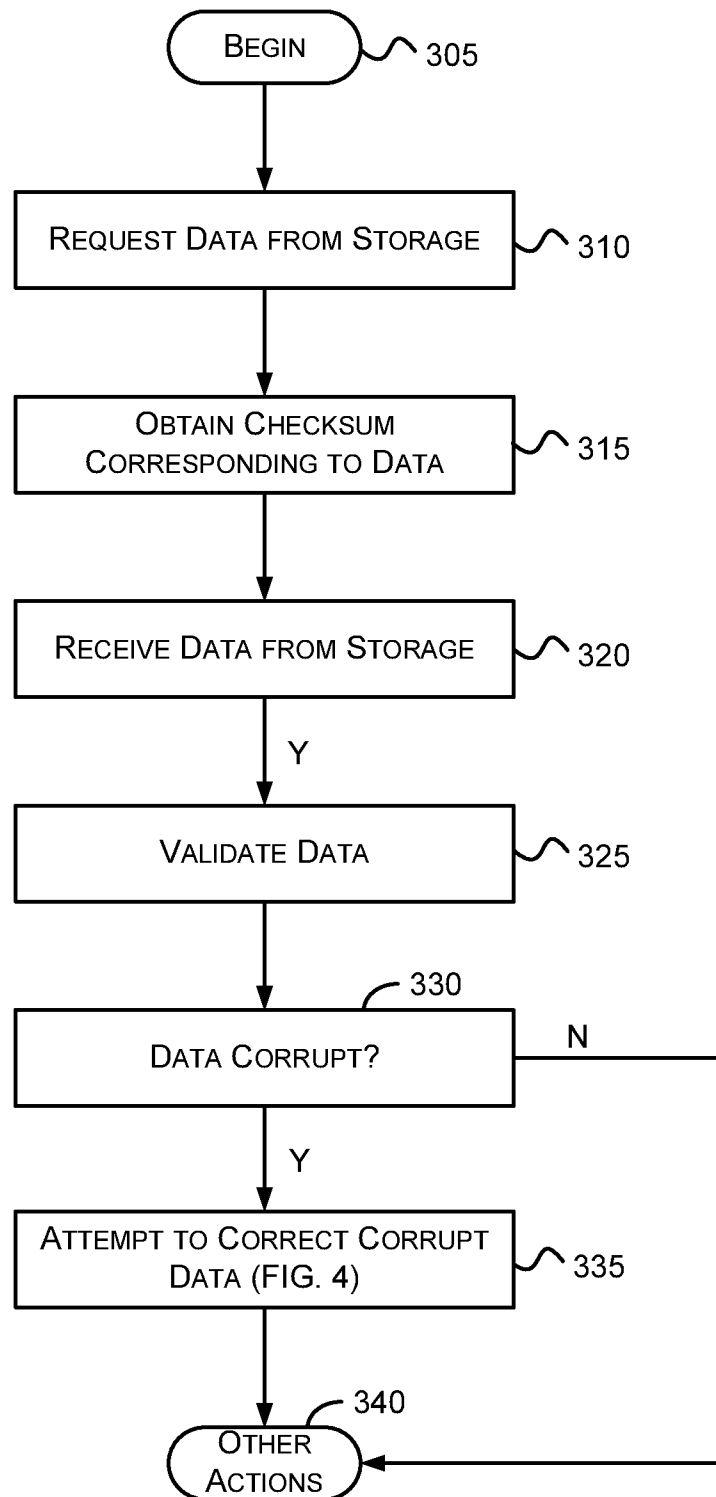 BEGIN
305
REQUEST DATA FROM STORAGE
310
OBTAIN CHECKSUM
CORRESPONDING TO DATA
315
RECEIVE DATA FROM STORAGE
320
Y
VALIDATE DATA
325
330
DATA CORRUPT?
N
Y
ATTEMPT TO CORRECT CORRUPT
DATA (FIG. 4)
335
340
OTHER
ACTIONS